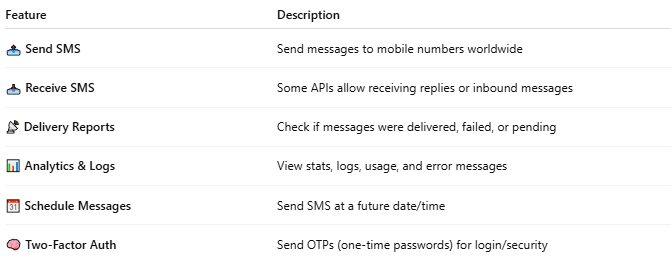 Feature Description
📤 Send SMS Send messages to mobile numbers worldwide
📥 Receive SMS Some APIs allow receiving replies or inbound messages
📡 Delivery Reports Check if messages were delivered, failed, or pending
📊 Analytics & Logs View stats, logs, usage, and error messages
📅 Schedule Messages Send SMS at a future date/time
🧠 Two-Factor Auth Send OTPs (one-time passwords) for login/security